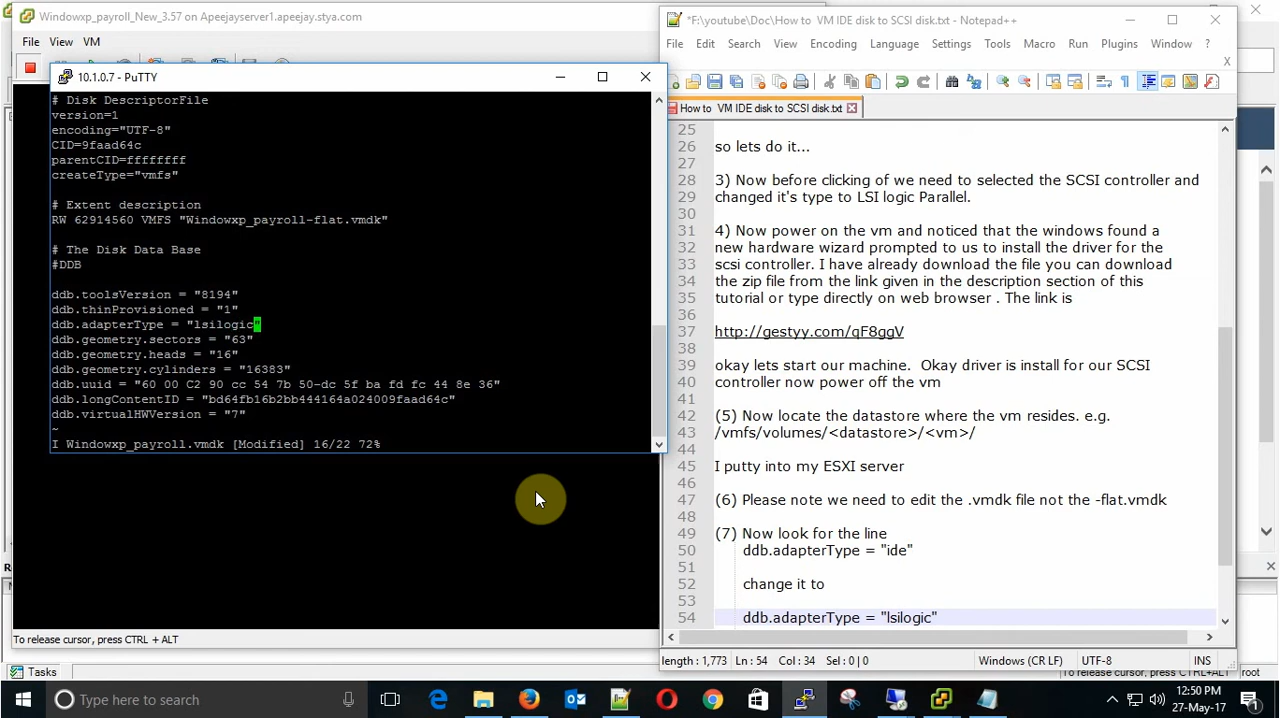 Windowxp_payroll_New_3.57 on Apeejayserver1.apeejay.stya.com
File View VM
10.1.0.7 - PuTTY
# Disk DescriptorFile
version=1
encoding="UTF-8"
CID=9faad64c
parentCID=ffffffff
createType="vmfs"
# Extent description
RW 62914560 VMFS "Windowxp_payroll-flat.vmdk"
# The Disk Data Base
#DDB
ddb.toolsVersion = "8194"
ddb.thinProvisioned = "1"
ddb.adapterType = "lsilogic"
ddb.geometry.sectors = "63"
ddb.geometry.heads = "16"
ddb.geometry.cylinders = "16383"
ddb.uuid = "60 00 C2 90 cc 54 7b 50-dc 5f ba fd fc 44 8e 36"
ddb.longContentID = "bd64fb16b2bb444164a024009faad64c"
ddb.virtualHWVersion = "7"
~
I Windowxp_payroll.vmdk [Modified] 16/22 72%
To release cursor, press CTRL + ALT
Tasks
*F:\youtube\Doc\How to VM IDE disk to SCSI disk.txt - Notepad++
File Edit Search View Encoding Language Settings Tools Macro Run Plugins Window ?
X
How to VM IDE disk to SCSI disk.txt
25
26 so lets do it...
27
28 3) Now before clicking of we need to selected the SCSI controller and
29 changed it's type to LSI logic Parallel.
30
31 4) Now power on the vm and noticed that the windows found a
32 new hardware wizard prompted to us to install the driver for the
33 scsi controller. I have already download the file you can download
34 the zip file from the link given in the description section of this
35 tutorial or type directly on web browser . The link is
36
37 http://gestyy.com/qF8ggV
38
39 okay lets start our machine. Okay driver is install for our SCSI
40 controller now power off the vm
41
42 (5) Now locate the datastore where the vm resides. e.g.
43 /vmfs/volumes/<datastore>/<vm>/
44
45 I putty into my ESXI server
46
47 (6) Please note we need to edit the .vmdk file not the -flat.vmdk
48
49 (7) Now look for the line
50 ddb.adapterType = "ide"
51
52 change it to
53
54 ddb.adapterType = "lsilogic"
length : 1,773 Ln : 54 Col : 34 Sel : 0 | 0 Windows (CR LF) UTF-8 INS
To release cursor, press CTRL+ALT
root
Type here to search
12:50 PM
27-May-17
1